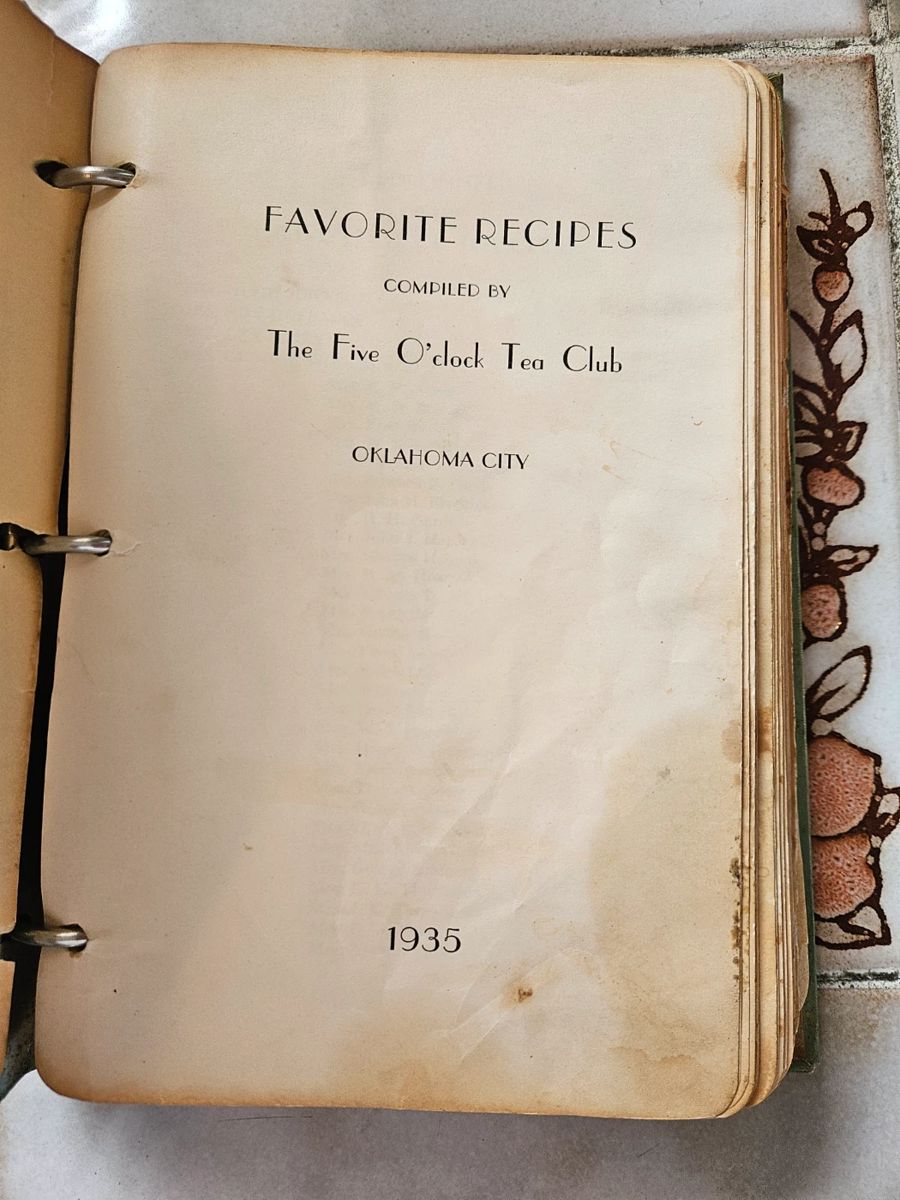 FAVORITE RECIPES
COMPILED BY
The Five O'clock Tea Club
OKLAHOMA CITY
1935